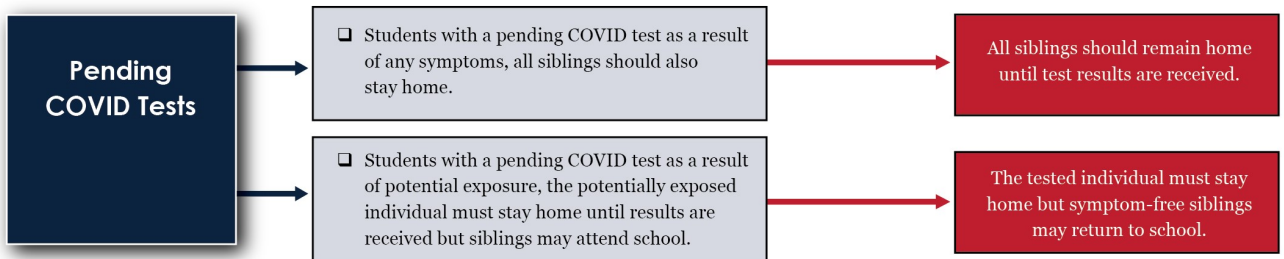 Pending
COVID Tests
❑ Students with a pending COVID test as a result
of any symptoms, all siblings should also
stay home.
All siblings should remain home
until test results are received.
❑ Students with a pending COVID test as a result
of potential exposure, the potentially exposed
individual must stay home until results are
received but siblings may attend school.
The tested individual must stay
home but symptom-free siblings
may return to school.